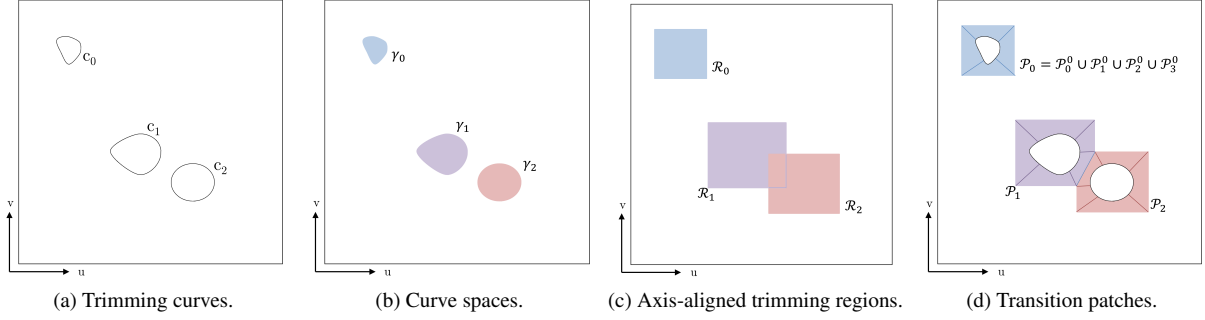 c₀
c₁
c₂
v
u
(a) Trimming curves.
γ₀
γ₁
γ₂
v
u
(b) Curve spaces.
ℛ₀
ℛ₁
ℛ₂
v
u
(c) Axis-aligned trimming regions.
𝒫₀ = 𝒫₀⁰ ∪ 𝒫₁⁰ ∪ 𝒫₂⁰ ∪ 𝒫₃⁰
𝒫₁
𝒫₂
v
u
(d) Transition patches.